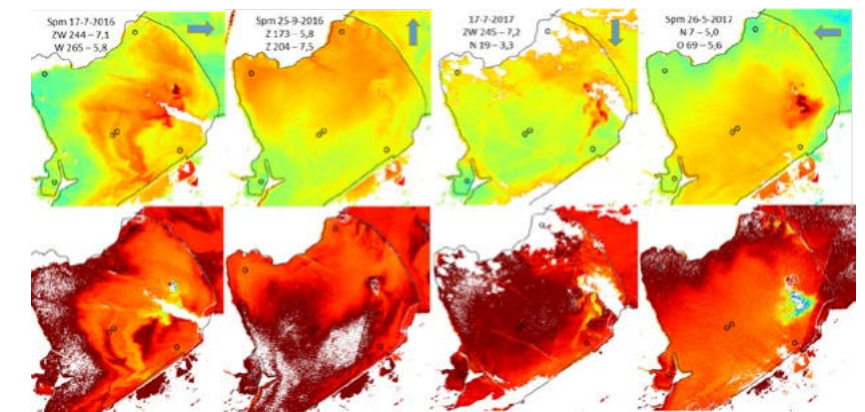 Spm 17-7-2016
ZW 244 – 7,1
W 265 – 5,8
Spm 25-9-2016
Z 173 – 5,8
Z 204 – 7,5
17-7-2017
ZW 245 – 7,2
N 19 – 3,3
Spm 26-5-2017
N 7 – 5,0
O 69 – 5,6